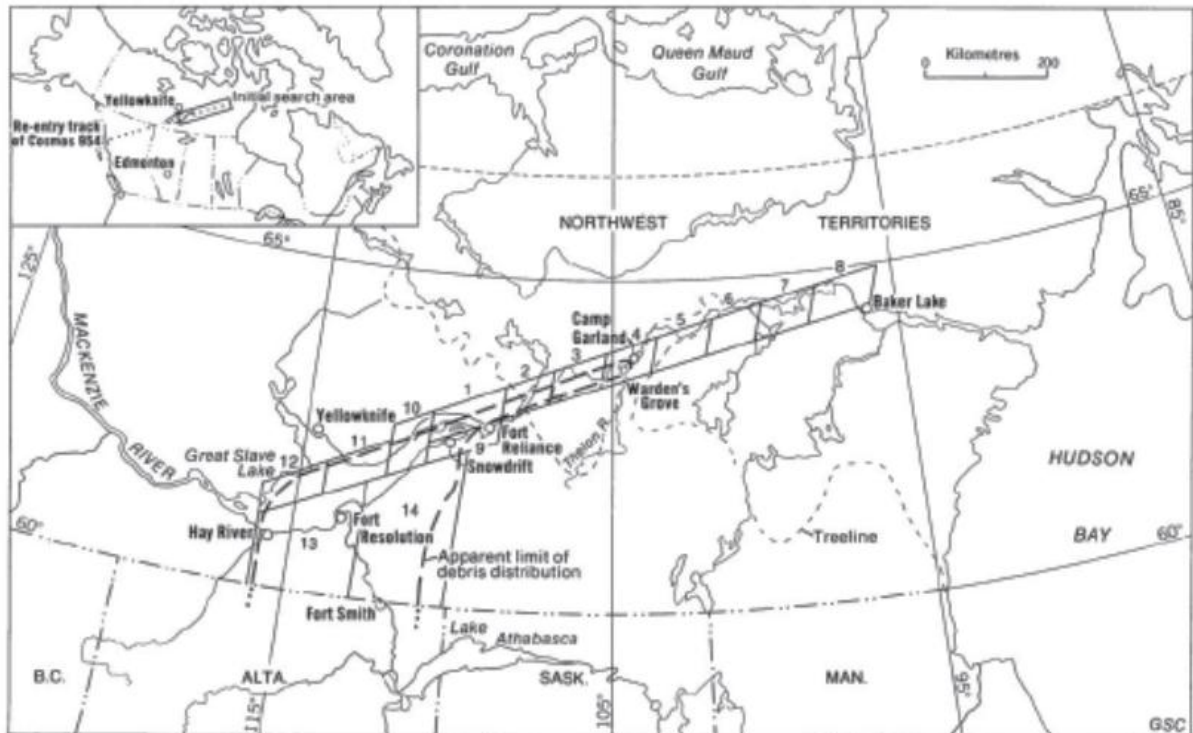 Coronation
Gulf
Queen Maud
Gulf
Kilometres
0
200
Yellowknife
Initial search area
Re-entry track
of Cosmos 954
Edmonton
125°
65°
NORTHWEST TERRITORIES
65°
85°
8
7
6
5
Baker Lake
Camp
Garland
4
3
2
1
Warden's
Grove
MACKENZIE
RIVER
Yellowknife
10
11
12
Great Slave
Lake
Fort
Reliance
9
Snowdrift
Thelon R.
HUDSON
BAY
60°
Hay River
13
Fort
Resolution
14
Apparent limit of
debris distribution
Treeline
60°
Fort Smith
Lake Athabasca
B.C.
ALTA.
SASK.
MAN.
115°
105°
95°
GSC